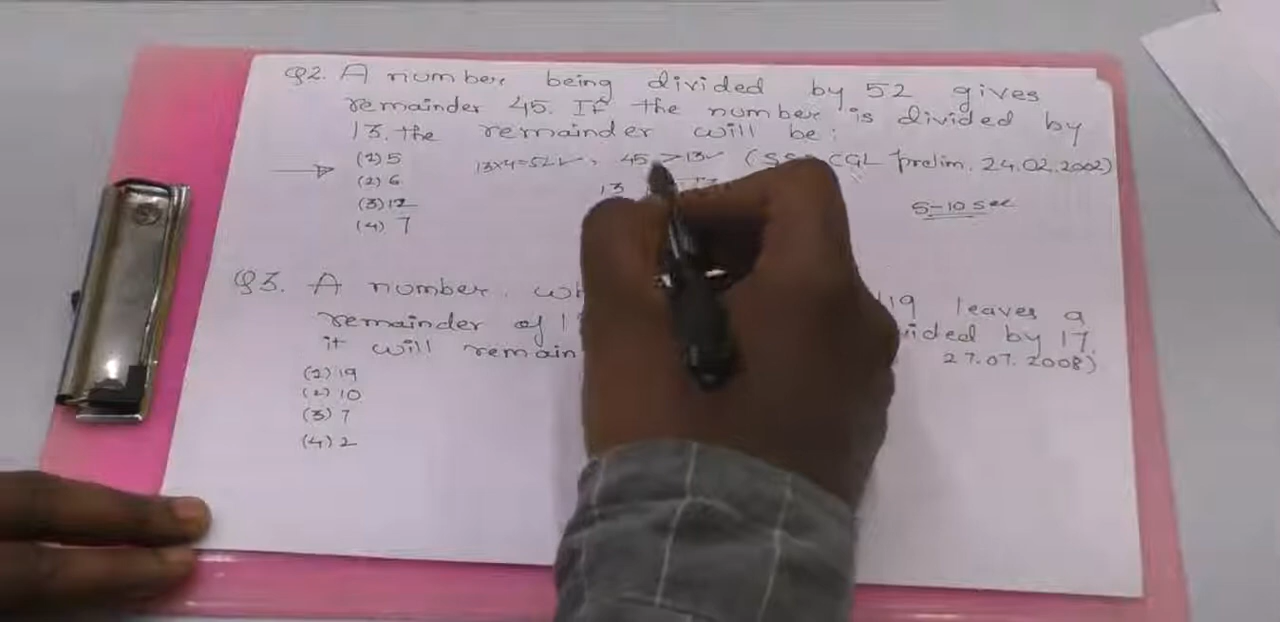 Q2. A number being divided by 52 gives
remainder 45. If the number is divided by
13. the remainder will be:
(1) 5 13×4=52✓, 45 >13✓ CGL prelim. 24.02.2002)
(2) 6 13
(3) 12 5-10 sec
(4) 7
Q3. A number. 119 leaves a
remainder of by 17,
it will 27.07.2008)
(1) 19
(2) 10
(3) 7
(4) 2